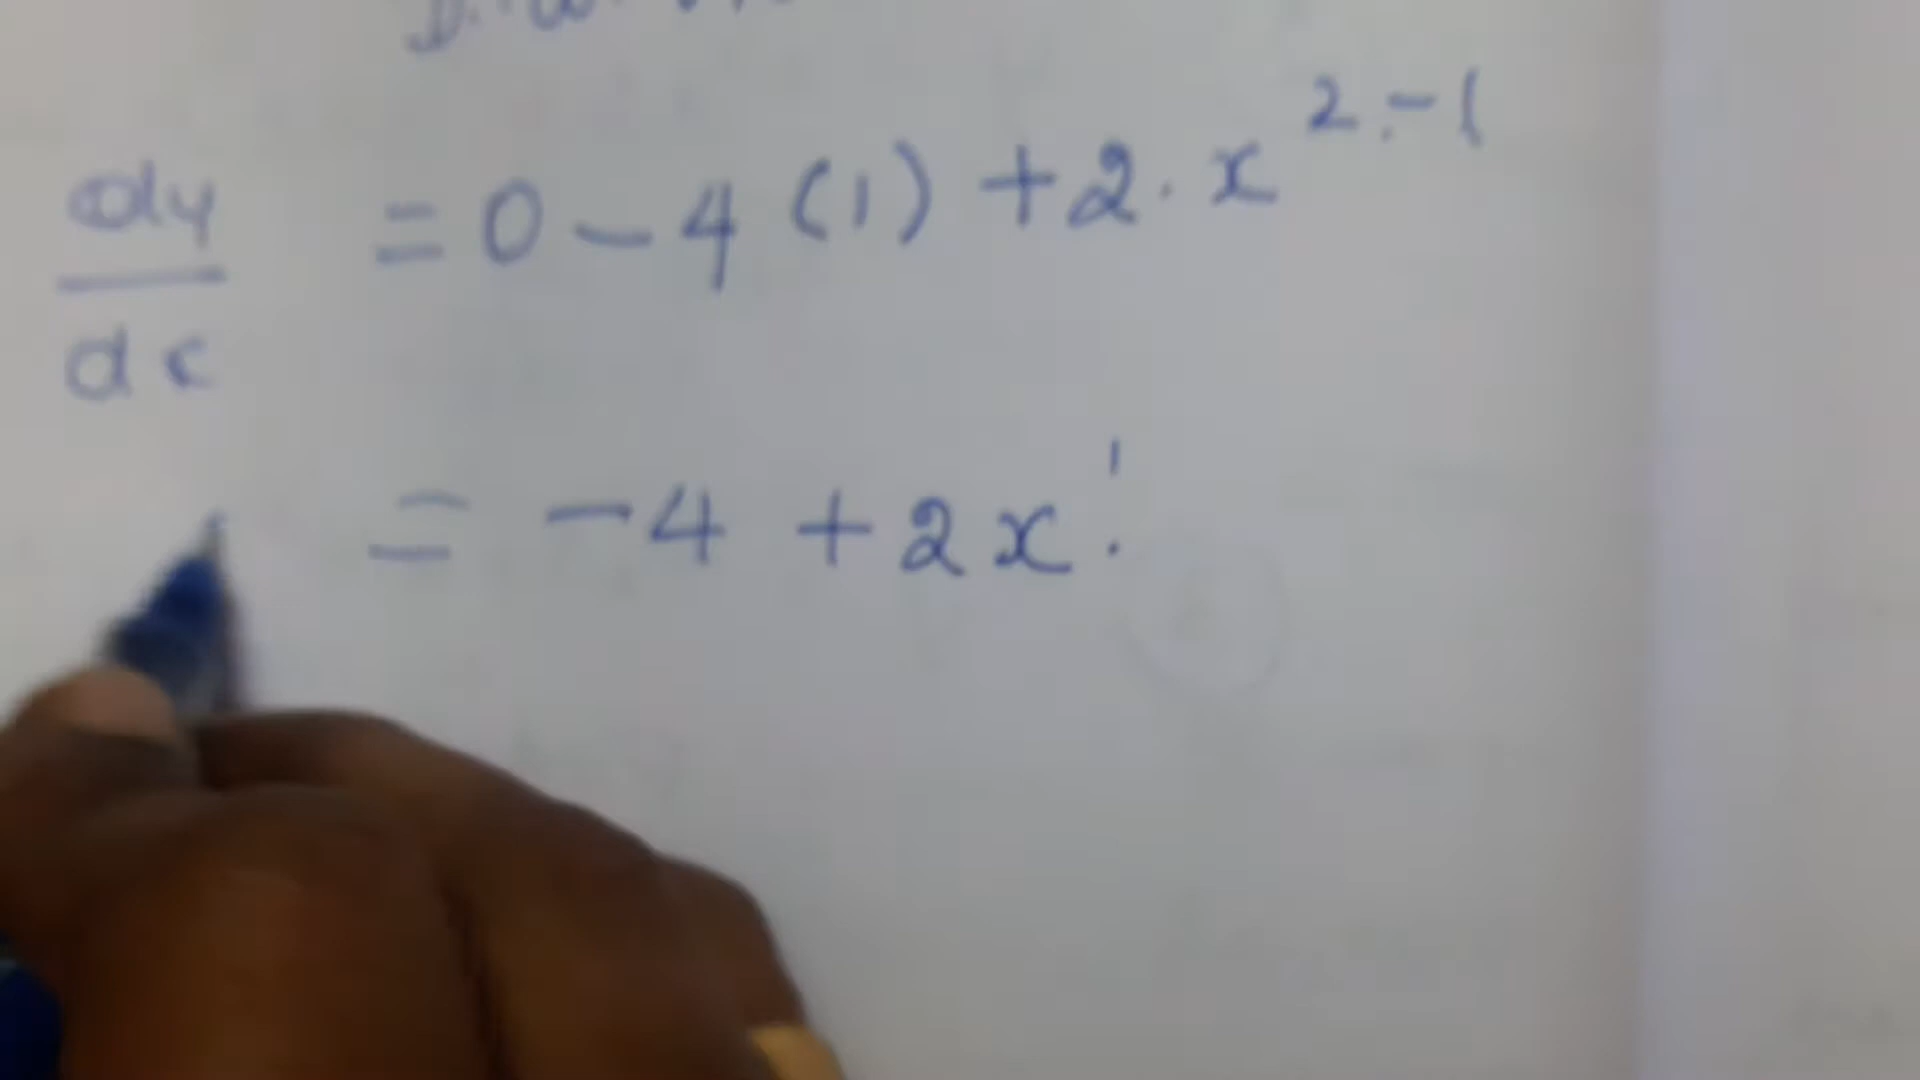 dy/dx = 0 - 4 (1) + 2 . x^{2-1}
= -4 + 2x^1.